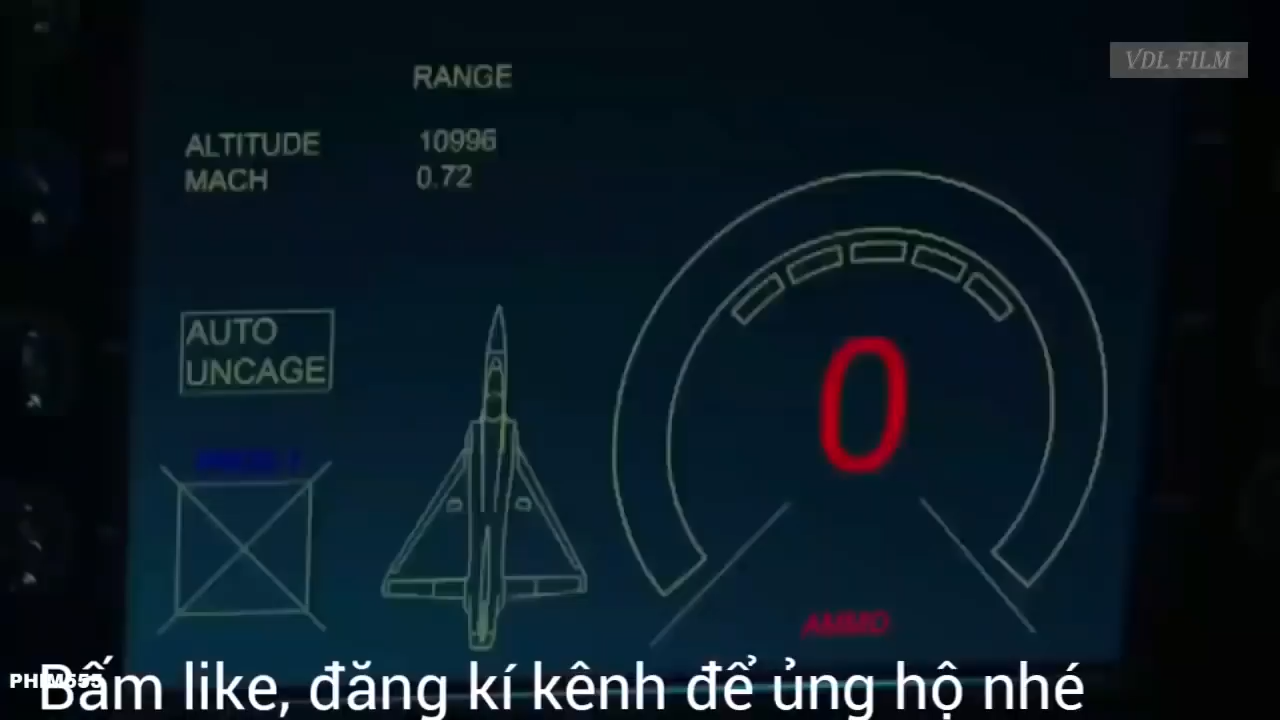 VDL FILM
RANGE
ALTITUDE 10996
MACH 0.72
AUTO
UNCAGE
0
AMMO
PHIM655
Bấm like, đăng kí kênh để ủng hộ nhé